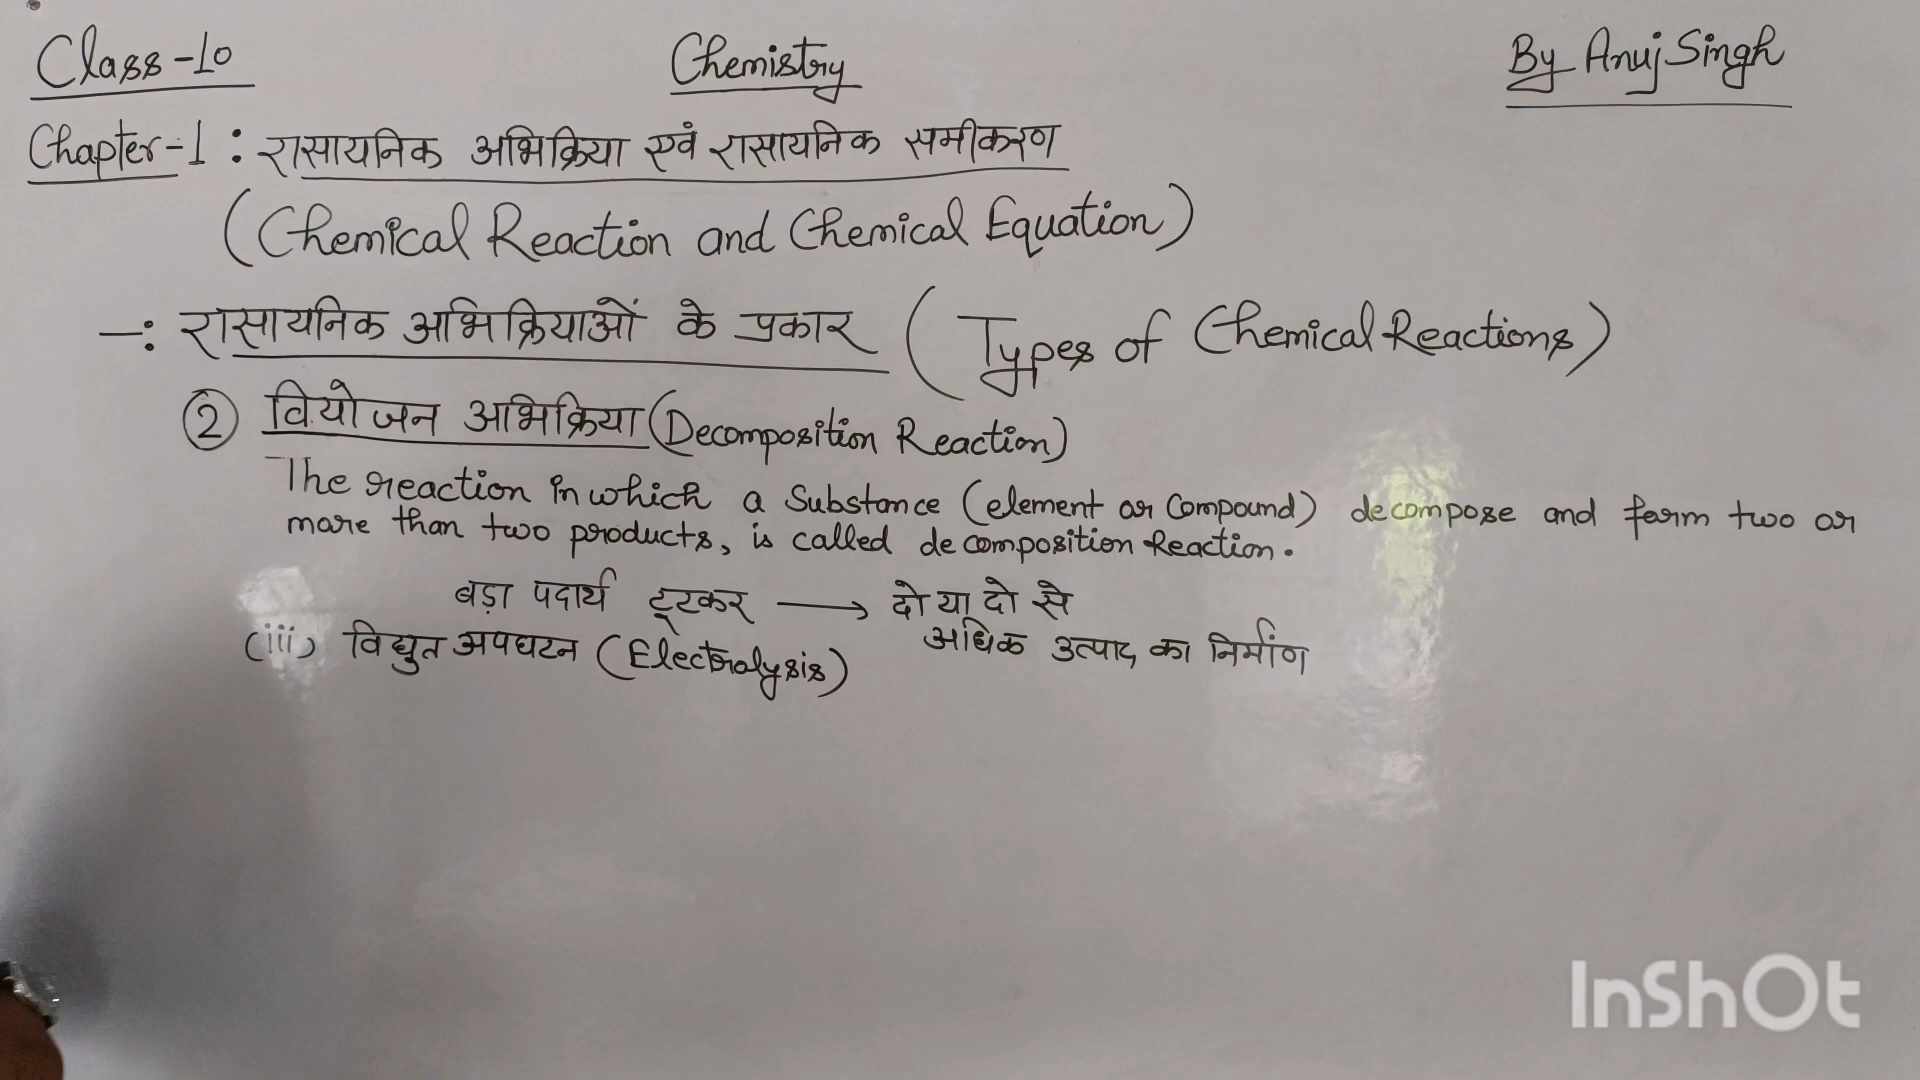 Class-10 Chemistry By Anuj Singh
Chapter-1 : रासायनिक अभिक्रिया एवं रासायनिक समीकरण
(Chemical Reaction and Chemical Equation)
–: रासायनिक अभिक्रियाओं के प्रकार (Types of Chemical Reactions)
② वियोजन अभिक्रिया (Decomposition Reaction)
The reaction in which a Substance (element or Compound) decompose and form two or
more than two products, is called decomposition Reaction.
बड़ा पदार्थ टूटकर → दो या दो से
अधिक उत्पाद का निर्मांण
(iii) विद्युत अपघटन (Electrolysis)
InShOt